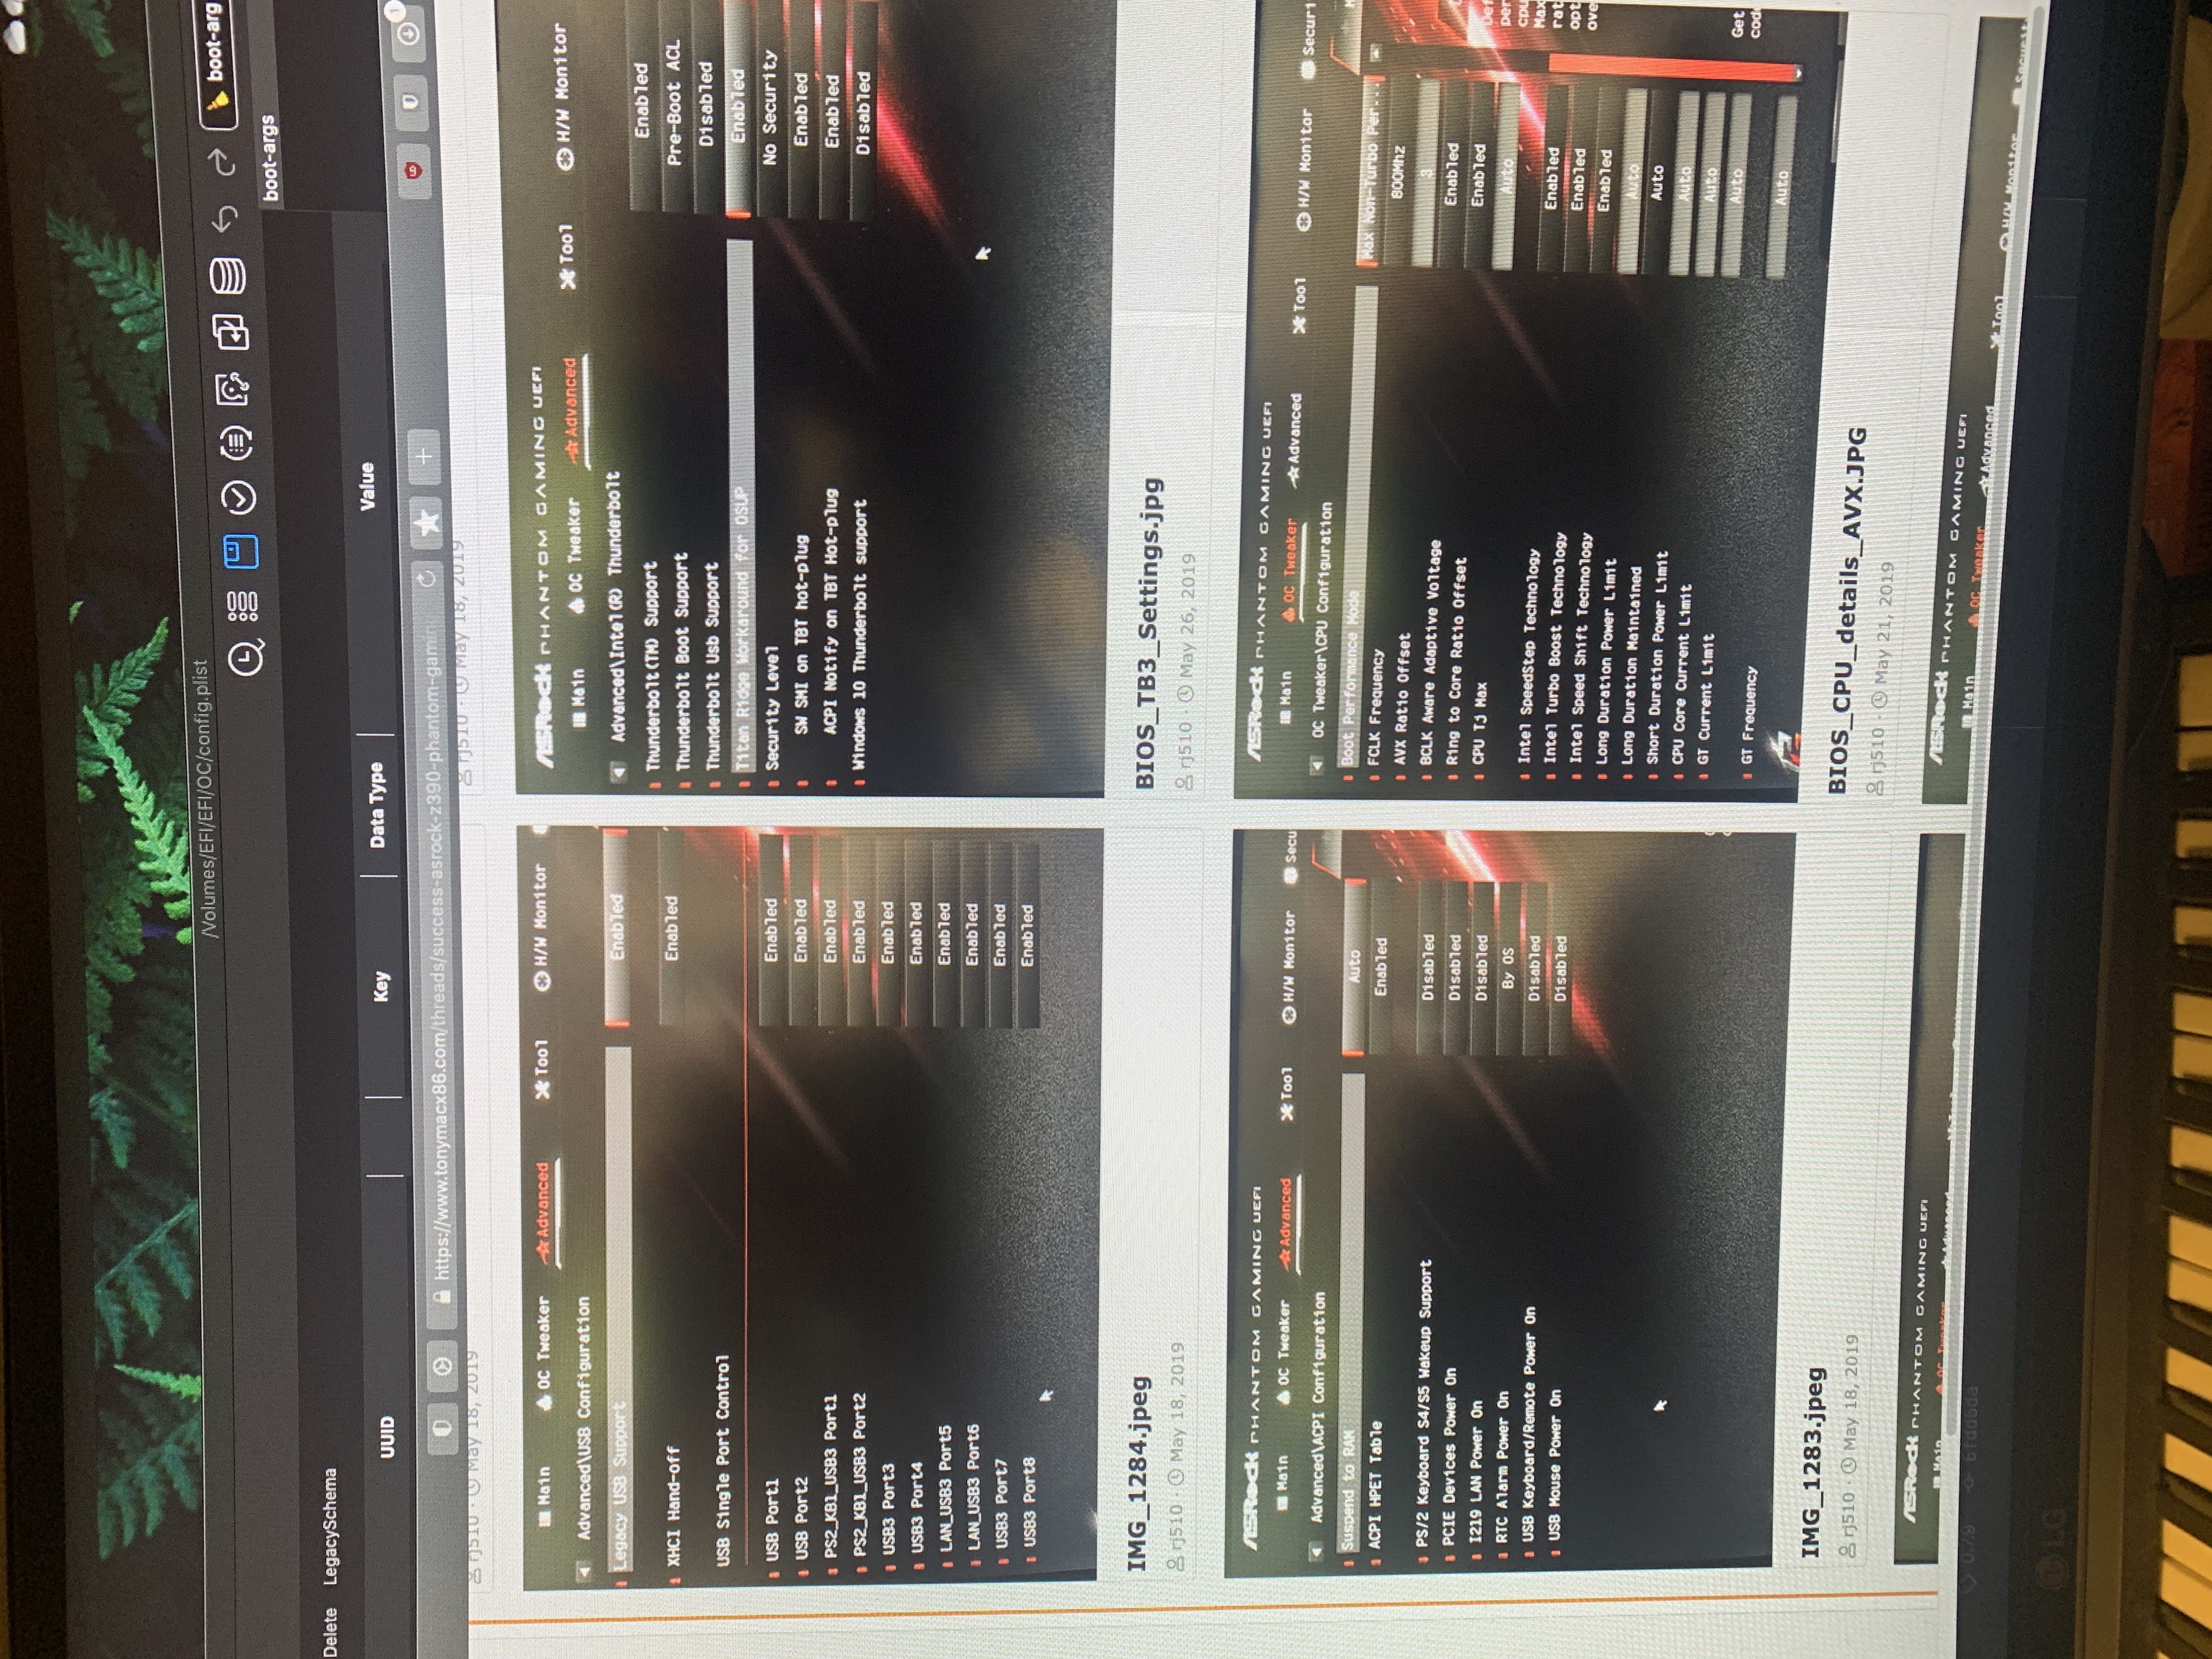 /Volumes/EFI/EFI/OC/config.plist
boot-arg
boot-args
Delete LegacySchema
UUID Key Data Type Value
https://www.tonymacx86.com/threads/success-asrock-z390-phantom-gaming
1
rj510 · May 18, 2019
rj510 · May 18, 2019
Main OC Tweaker Advanced Tool H/W Monitor
Advanced\USB Configuration
Legacy USB Support Enabled
XHCI Hand-off Enabled
USB Single Port Control
USB Port1 Enabled
USB Port2 Enabled
PS2_KB1_USB3 Port1 Enabled
PS2_KB1_USB3 Port2 Enabled
USB3 Port3 Enabled
USB3 Port4 Enabled
LAN_USB3 Port5 Enabled
LAN_USB3 Port6 Enabled
USB3 Port7 Enabled
USB3 Port8 Enabled
IMG_1284.jpeg
rj510 · May 18, 2019
ASRock PHANTOM GAMING UEFI
Main OC Tweaker Advanced Tool H/W Monitor
Advanced\Intel(R) Thunderbolt
Thunderbolt(TM) Support Enabled
Thunderbolt Boot Support Pre-Boot ACL
Thunderbolt Usb Support Disabled
Titan Ridge Workaround for OSUP Enabled
Security Level No Security
SW SMI on TBT hot-plug Enabled
ACPI Notify on TBT Hot-plug Enabled
Windows 10 Thunderbolt support Disabled
BIOS_TB3_Settings.jpg
rj510 · May 26, 2019
ASRock PHANTOM GAMING UEFI
Main OC Tweaker Advanced Tool H/W Monitor Secu
Advanced\ACPI Configuration
Suspend to RAM Auto
ACPI HPET Table Enabled
PS/2 Keyboard S4/S5 Wakeup Support Disabled
PCIE Devices Power On Disabled
I219 LAN Power On Disabled
RTC Alarm Power On By OS
USB Keyboard/Remote Power On Disabled
USB Mouse Power On Disabled
IMG_1283.jpeg
rj510 · May 18, 2019
ASRock PHANTOM GAMING UEFI
Main OC Tweaker Advanced Tool H/W Monitor Securi
OC Tweaker\CPU Configuration
Boot Performance Mode Max Non-Turbo Per...
FCLK Frequency 800Mhz
AVX Ratio Offset 3
BCLK Aware Adaptive Voltage Enabled
Ring to Core Ratio Offset Enabled
CPU Tj Max Auto
Intel SpeedStep Technology Enabled
Intel Turbo Boost Technology Enabled
Intel Speed Shift Technology Enabled
Long Duration Power Limit Auto
Long Duration Maintained Auto
Short Duration Power Limit Auto
CPU Core Current Limit Auto
GT Current Limit Auto
GT Frequency Auto
Def
per
cpu
Max
rat
opt
ove
Get
cod
BIOS_CPU_details_AVX.JPG
rj510 · May 21, 2019
ASRock PHANTOM GAMING UEFI
Main OC Tweaker Advanced
ASRock PHANTOM GAMING UEFI
Main OC Tweaker Advanced Tool H/W Monitor Securit
0.7.9 6fdd6da
LG